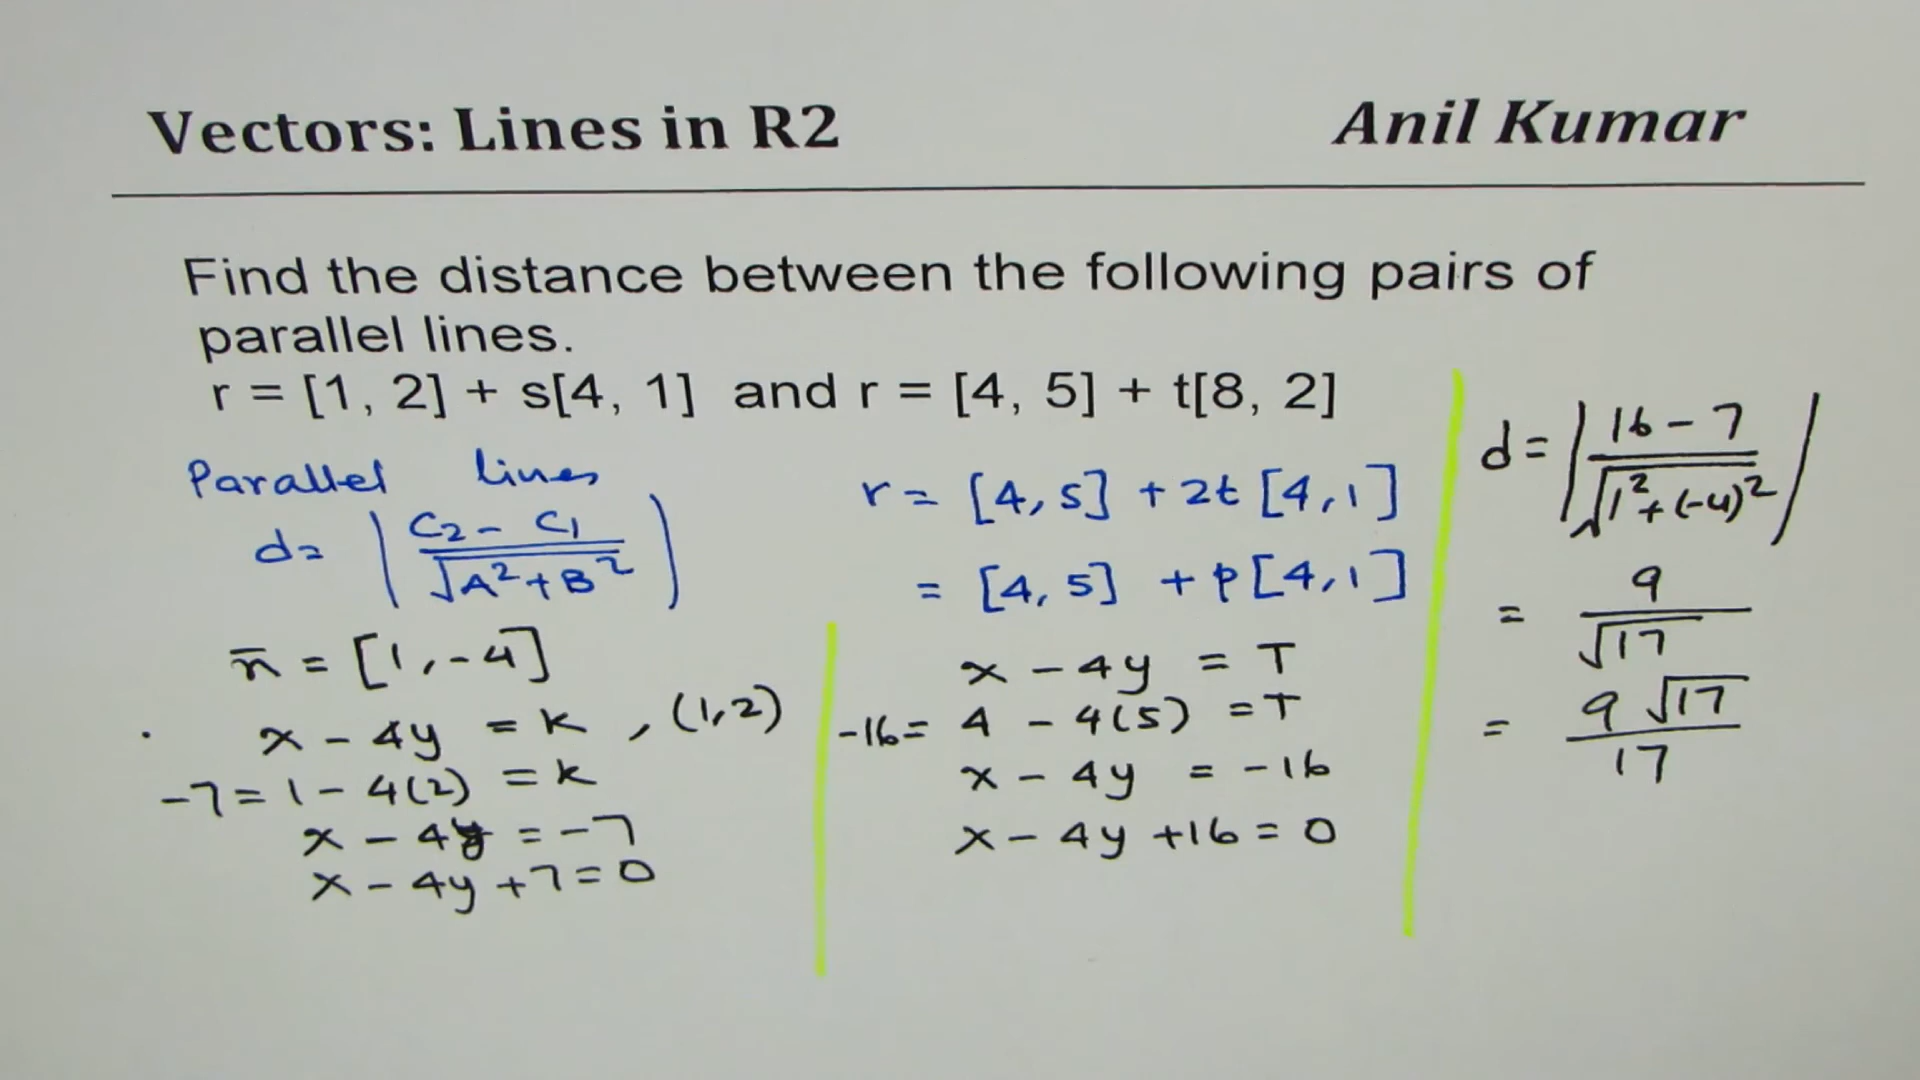 Vectors: Lines in R2
Anil Kumar
Find the distance between the following pairs of
parallel lines.
r = [1, 2] + s[4, 1] and r = [4, 5] + t[8, 2]
Parallel lines
d = | C2 - C1 / √A² + B² |
n̄ = [1, -4]
x - 4y = k, (1,2)
-7 = 1 - 4(2) = k
x - 4y = -7
x - 4y + 7 = 0
r = [4, 5] + 2t [4, 1]
= [4, 5] + p[4, 1]
x - 4y = T
-16 = 4 - 4(5) = T
x - 4y = -16
x - 4y + 16 = 0
d = | 16 - 7 / √1² + (-4)² |
= 9 / √17
= 9 √17 / 17